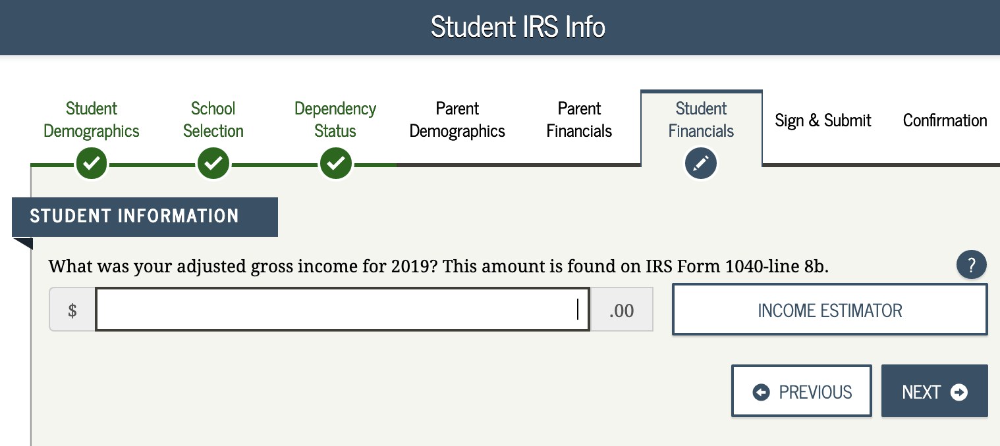 Student IRS Info
Student Demographics
School Selection
Dependency Status
Parent Demographics
Parent Financials
Student Financials
Sign & Submit
Confirmation
STUDENT INFORMATION
What was your adjusted gross income for 2019? This amount is found on IRS Form 1040-line 8b.
?
$
.00
INCOME ESTIMATOR
PREVIOUS
NEXT